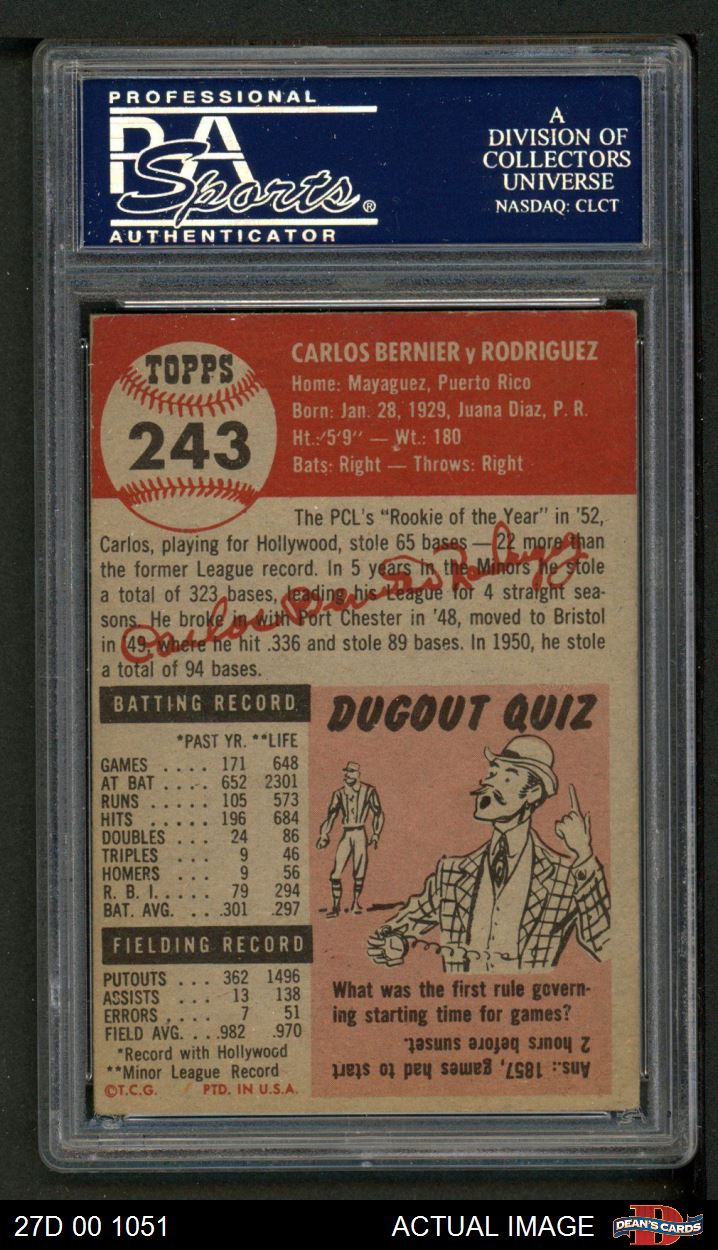 PROFESSIONAL
PSA
Sports®
AUTHENTICATOR
A
DIVISION OF
COLLECTORS
UNIVERSE
NASDAQ: CLCT
TOPPS
243
CARLOS BERNIER y RODRIGUEZ
Home: Mayaguez, Puerto Rico
Born: Jan. 28, 1929, Juana Diaz, P. R.
Ht.: 5'9" — Wt.: 180
Bats: Right — Throws: Right
The PCL's "Rookie of the Year" in '52,
Carlos, playing for Hollywood, stole 65 bases — 22 more than
the former League record. In 5 years in the Minors he stole
a total of 323 bases, leading his League for 4 straight sea-
sons. He broke in with Port Chester in '48, moved to Bristol
in '49, where he hit .336 and stole 89 bases. In 1950, he stole
a total of 94 bases.
Carlos Bernier Rodriguez
BATTING RECORD
*PAST YR. **LIFE
GAMES .... 171 648
AT BAT .... 652 2301
RUNS ..... 105 573
HITS ..... 196 684
DOUBLES ... 24 86
TRIPLES ... 9 46
HOMERS ... 9 56
R. B. I. .... 79 294
BAT. AVG. ... .301 .297
FIELDING RECORD
PUTOUTS ... 362 1496
ASSISTS ... 13 138
ERRORS .... 7 51
FIELD AVG. ... .982 .970
*Record with Hollywood
**Minor League Record
©T.C.G. PTD. IN U.S.A.
DUGOUT QUIZ
What was the first rule govern-
ing starting time for games?
Ans.: 1857, games had to start
2 hours before sunset.
27D 00 1051
ACTUAL IMAGE
D
DEAN'S CARDS